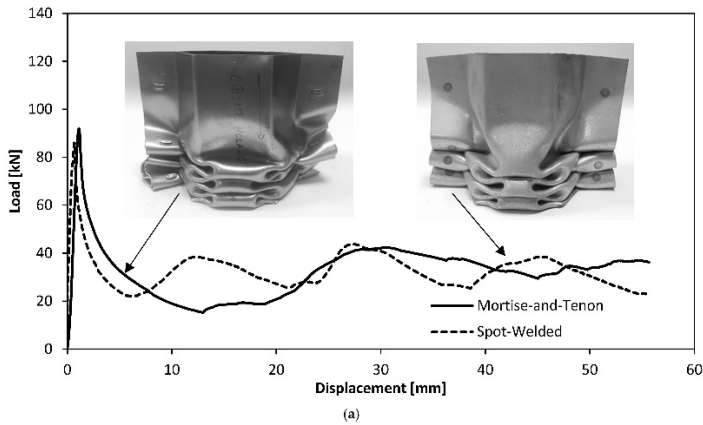 140
120
100
80
60
40
20
0
Load [kN]
Mortise-and-Tenon
Spot-Welded
0 10 20 30 40 50 60
Displacement [mm]
(a)